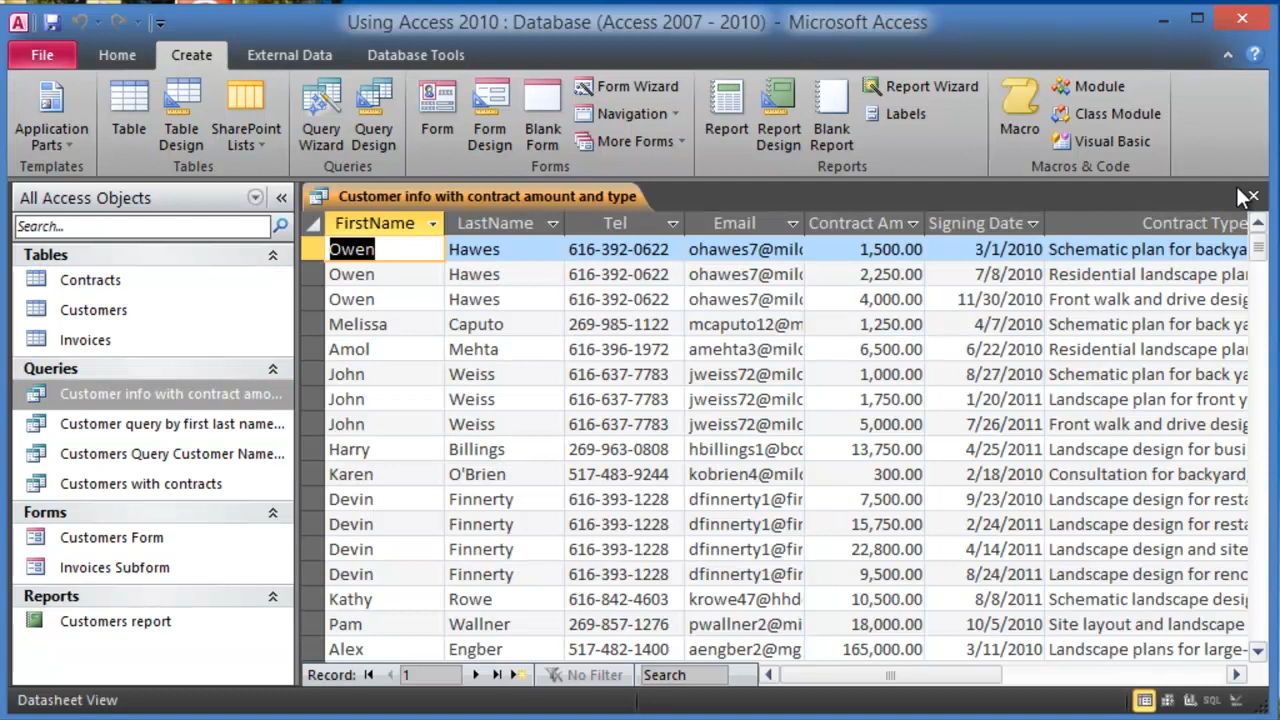 Using Access 2010 : Database (Access 2007 - 2010) - Microsoft Access
File Home Create External Data Database Tools
Application Parts Table Table Design SharePoint Lists Query Wizard Query Design Form Form Design Blank Form Form Wizard Navigation More Forms Report Report Design Blank Report Report Wizard Labels Macro Module Class Module Visual Basic
Templates Tables Queries Forms Reports Macros & Code
All Access Objects
Search...
Tables
Contracts
Customers
Invoices
Queries
Customer info with contract amo...
Customer query by first last name...
Customers Query Customer Name...
Customers with contracts
Forms
Customers Form
Invoices Subform
Reports
Customers report
Customer info with contract amount and type
FirstName LastName Tel Email Contract Am Signing Date Contract Type
Owen Hawes 616-392-0622 ohawes7@milc 1,500.00 3/1/2010 Schematic plan for backya
Owen Hawes 616-392-0622 ohawes7@milc 2,250.00 7/8/2010 Residential landscape plan
Owen Hawes 616-392-0622 ohawes7@milc 4,000.00 11/30/2010 Front walk and drive desig
Melissa Caputo 269-985-1122 mcaputo12@m 1,250.00 4/7/2010 Schematic plan for back ya
Amol Mehta 616-396-1972 amehta3@milc 6,500.00 6/22/2010 Residential landscape plan
John Weiss 616-637-7783 jweiss72@milc 1,000.00 8/27/2010 Schematic plan for back ya
John Weiss 616-637-7783 jweiss72@milc 1,750.00 1/20/2011 Landscape plan for front y
John Weiss 616-637-7783 jweiss72@milc 5,000.00 7/26/2011 Front walk and drive desig
Harry Billings 269-963-0808 hbillings1@bcc 13,750.00 4/25/2011 Landscape design for busi
Karen O'Brien 517-483-9244 kobrien4@milc 300.00 2/18/2010 Consultation for backyard
Devin Finnerty 616-393-1228 dfinnerty1@fir 7,500.00 9/23/2010 Landscape design for resta
Devin Finnerty 616-393-1228 dfinnerty1@fir 15,750.00 2/24/2011 Landscape design for resta
Devin Finnerty 616-393-1228 dfinnerty1@fir 22,800.00 4/14/2011 Landscape design and site
Devin Finnerty 616-393-1228 dfinnerty1@fir 9,500.00 8/24/2011 Landscape design for reno
Kathy Rowe 616-842-4603 krowe47@hhd 10,500.00 8/8/2011 Schematic landscape desig
Pam Wallner 269-857-1276 pwallner2@mi 18,000.00 10/5/2010 Site layout and landscape
Alex Engber 517-482-1400 aengber2@mg 165,000.00 3/11/2010 Landscape plans for large-
Record: 1 No Filter Search
Datasheet View SQL